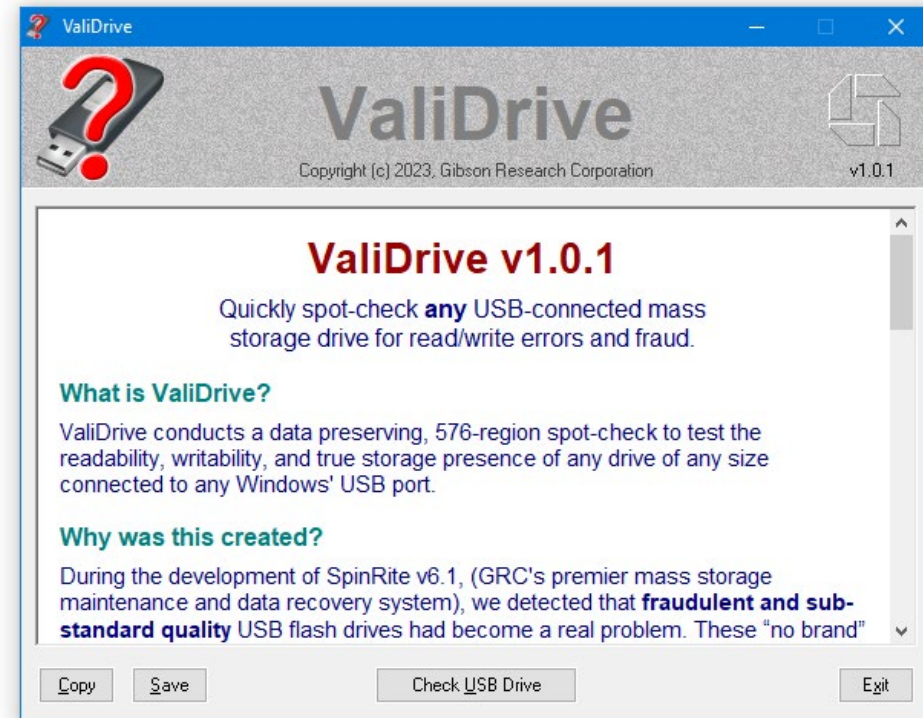 ValiDrive
ValiDrive
Copyright (c) 2023, Gibson Research Corporation
v1.0.1
ValiDrive v1.0.1
Quickly spot-check any USB-connected mass
storage drive for read/write errors and fraud.
What is ValiDrive?
ValiDrive conducts a data preserving, 576-region spot-check to test the
readability, writability, and true storage presence of any drive of any size
connected to any Windows' USB port.
Why was this created?
During the development of SpinRite v6.1, (GRC's premier mass storage
maintenance and data recovery system), we detected that fraudulent and sub-
standard quality USB flash drives had become a real problem. These “no brand”
Copy
Save
Check USB Drive
Exit